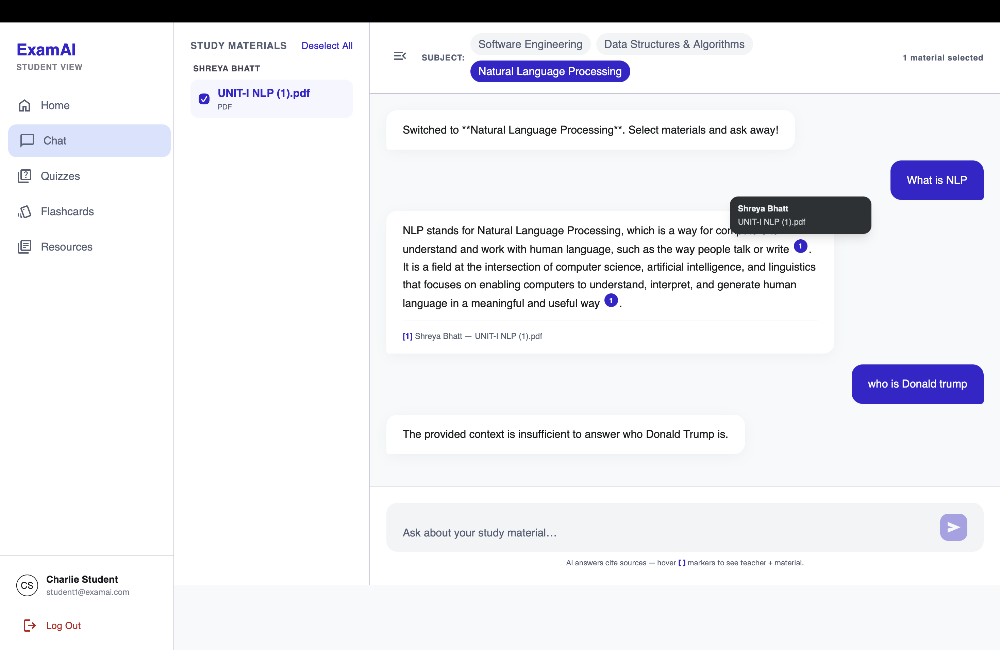 ExamAI
STUDENT VIEW
Home
Chat
Quizzes
Flashcards
Resources
Charlie Student
CS
student1@examai.com
Log Out
STUDY MATERIALS Deselect All
SHREYA BHATT
UNIT-I NLP (1).pdf
PDF
SUBJECT:
Software Engineering Data Structures & Algorithms
Natural Language Processing
1 material selected
Switched to **Natural Language Processing**. Select materials and ask away!
What is NLP
Shreya Bhatt
UNIT-I NLP (1).pdf
NLP stands for Natural Language Processing, which is a way for
understand and work with human language, such as the way people talk or write 1 .
It is a field at the intersection of computer science, artificial intelligence, and linguistics
that focuses on enabling computers to understand, interpret, and generate human
language in a meaningful and useful way 1 .
[1] Shreya Bhatt — UNIT-I NLP (1).pdf
who is Donald trump
The provided context is insufficient to answer who Donald Trump is.
Ask about your study material...
AI answers cite sources — hover [ ] markers to see teacher + material.